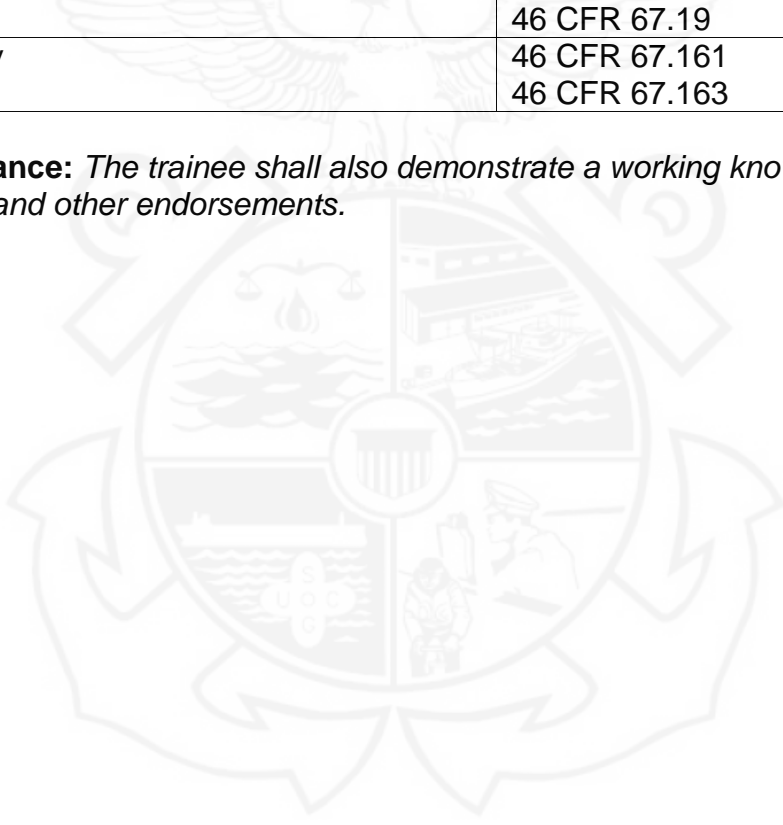 46 CFR 67.19
46 CFR 67.161
46 CFR 67.163
ance: The trainee shall also demonstrate a working kno
and other endorsements.
S
U O C
G